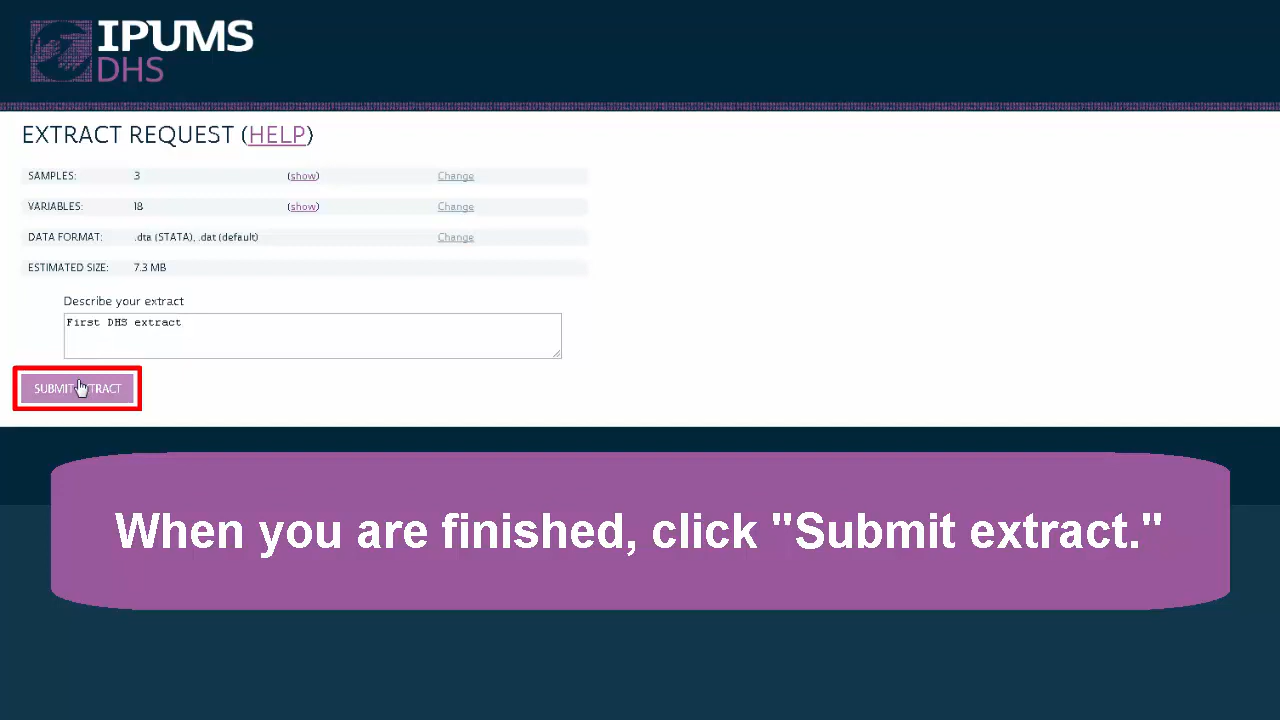 IPUMS
DHS
EXTRACT REQUEST (HELP)
SAMPLES: 3 (show) Change
VARIABLES: 18 (show) Change
DATA FORMAT: .dta (STATA), .dat (default) Change
ESTIMATED SIZE: 7.3 MB
Describe your extract
First DHS extract
SUBMIT EXTRACT
When you are finished, click "Submit extract."